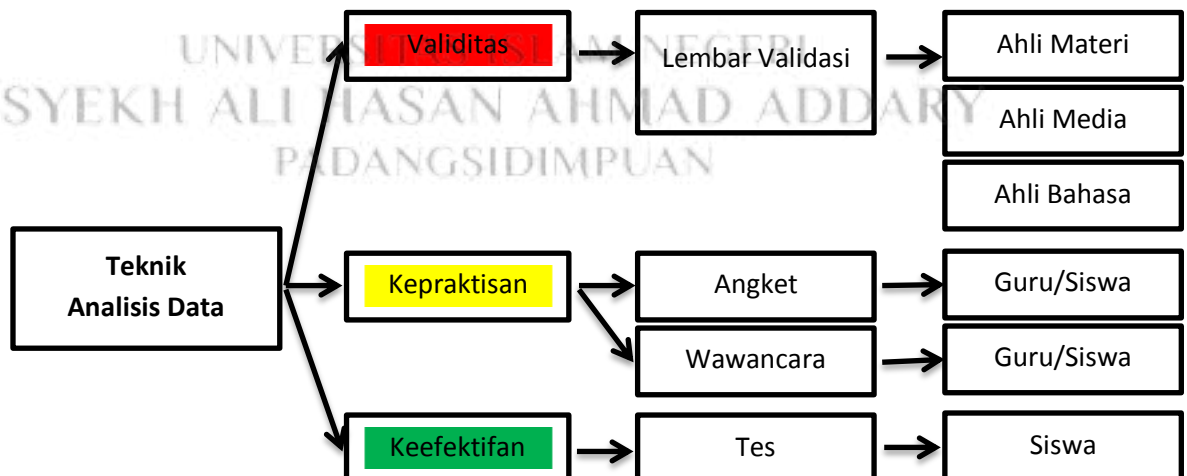 UNIVERSITAS ISLAM NEGERI
SYEKH ALI HASAN AHMAD ADDARY
PADANGSIDIMPUAN
Teknik
Analisis Data
Validitas
Lembar Validasi
Ahli Materi
Ahli Media
Ahli Bahasa
Kepraktisan
Angket
Guru/Siswa
Wawancara
Guru/Siswa
Keefektifan
Tes
Siswa